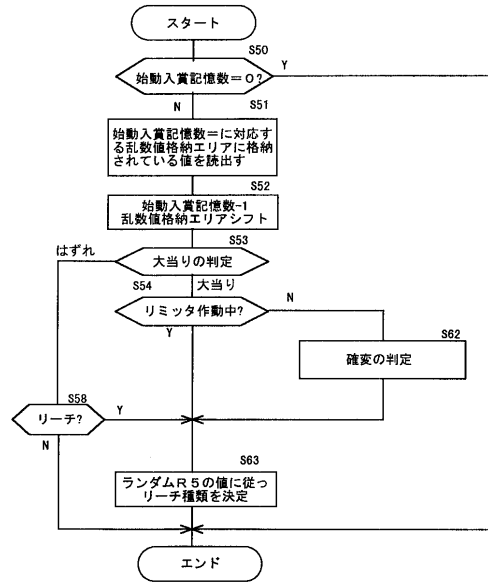 スタート
S50
始動入賞記憶数=0?
Y
N
S51
始動入賞記憶数=に対応す
る乱数値格納エリアに格納
されている値を読出す
S52
始動入賞記憶数-1
乱数値格納エリアシフト
S53
はずれ
大当りの判定
大当り
S54
リミッタ作動中?
N
Y
S62
確変の判定
S58
リーチ?
Y
N
S63
ランダムR5の値に従っ
リーチ種類を決定
エンド